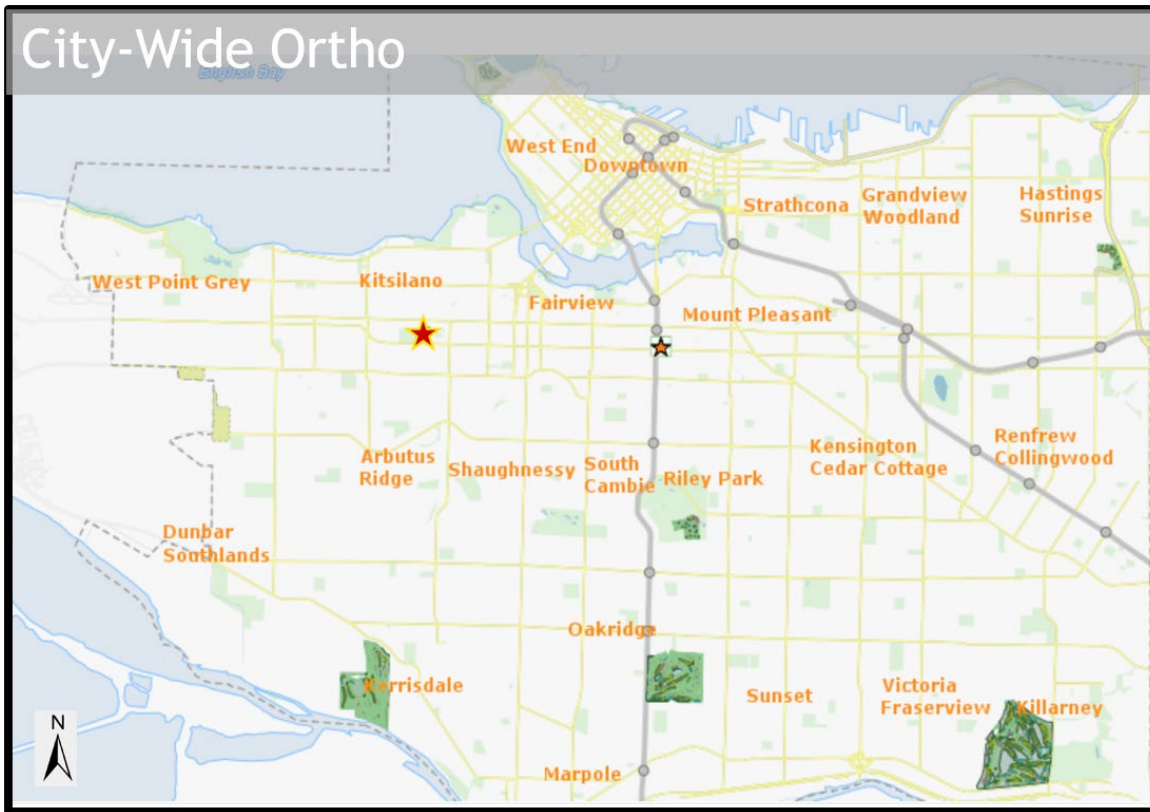 City-Wide Ortho
English Bay
West End
Downtown
Strathcona
Grandview
Woodland
Hastings
Sunrise
West Point Grey
Kitsilano
Fairview
Mount Pleasant
Arbutus
Ridge
Shaughnessy
South
Cambie
Riley Park
Kensington
Cedar Cottage
Renfrew
Collingwood
Dunbar
Southlands
Oakridge
Kerrisdale
Sunset
Victoria
Fraserview
Killarney
Marpole
N